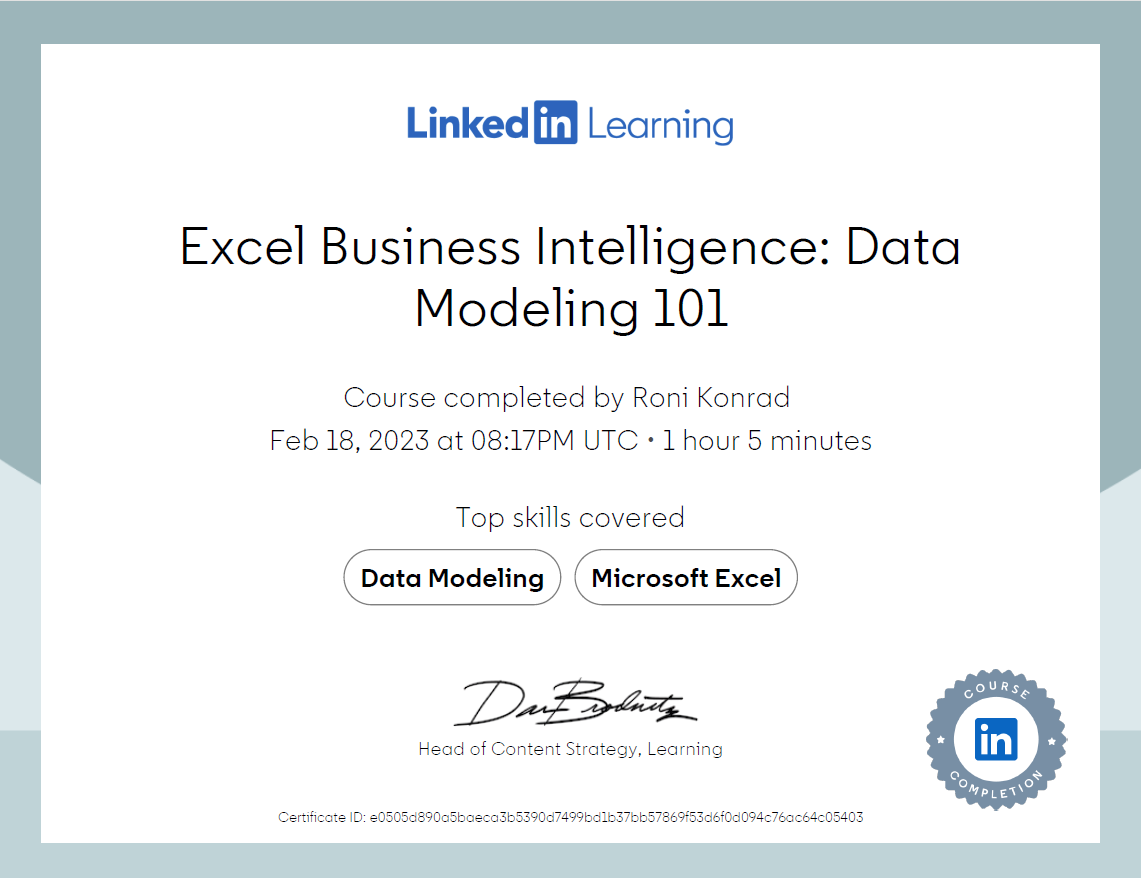 Linked in Learning
Excel Business Intelligence: Data
Modeling 101
Course completed by Roni Konrad
Feb 18, 2023 at 08:17PM UTC • 1 hour 5 minutes
Top skills covered
Data Modeling Microsoft Excel
Dan Brodnitz
Head of Content Strategy, Learning
COURSE
in
COMPLETION
Certificate ID: e0505d890a5baeca3b5390d7499bd1b37bb57869f53d6f0d094c76ac64c05403